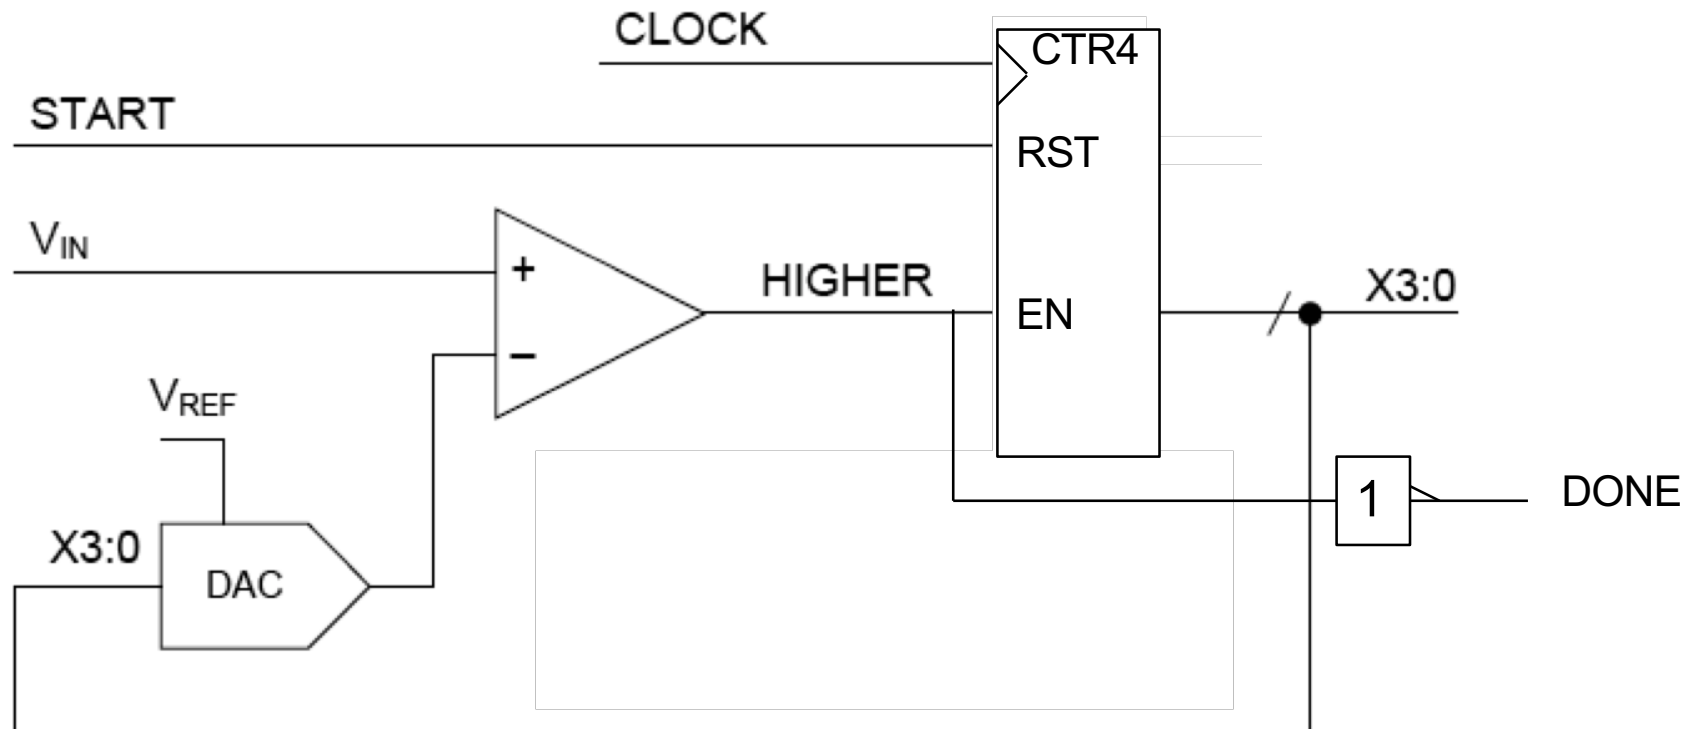 CLOCK
CTR4
START
RST
VIN
+
HIGHER
EN
X3:0
−
VREF
1
DONE
X3:0
DAC